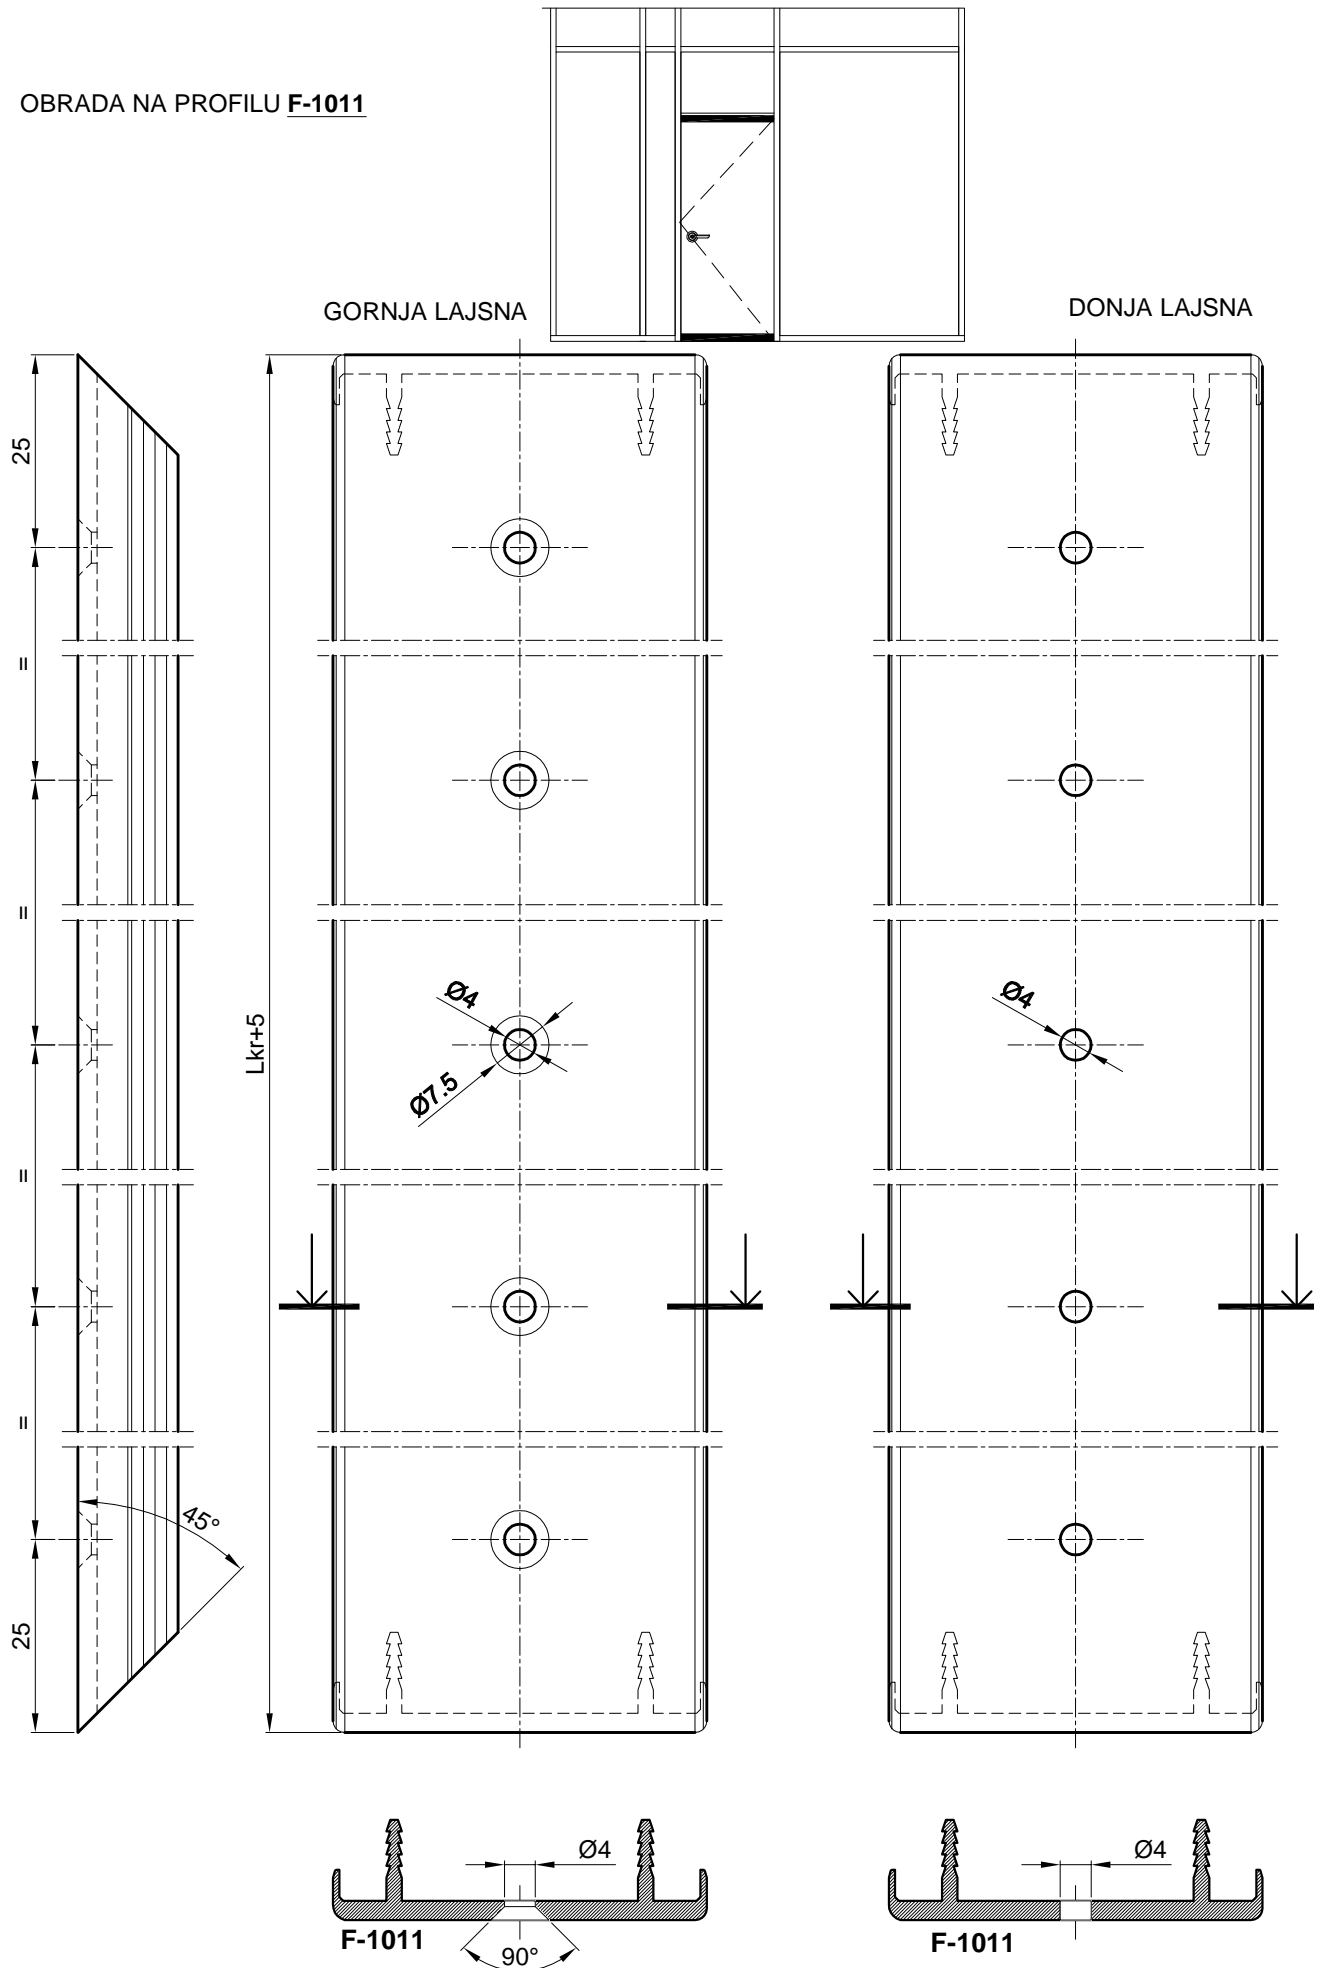 OBRADA NA PROFILU F-1011
GORNJA LAJSNA
DONJA LAJSNA
25
=
=
=
=
25
45°
Lkr+5
Ø4
Ø7.5
Ø4
Ø4
F-1011
90°
Ø4
F-1011